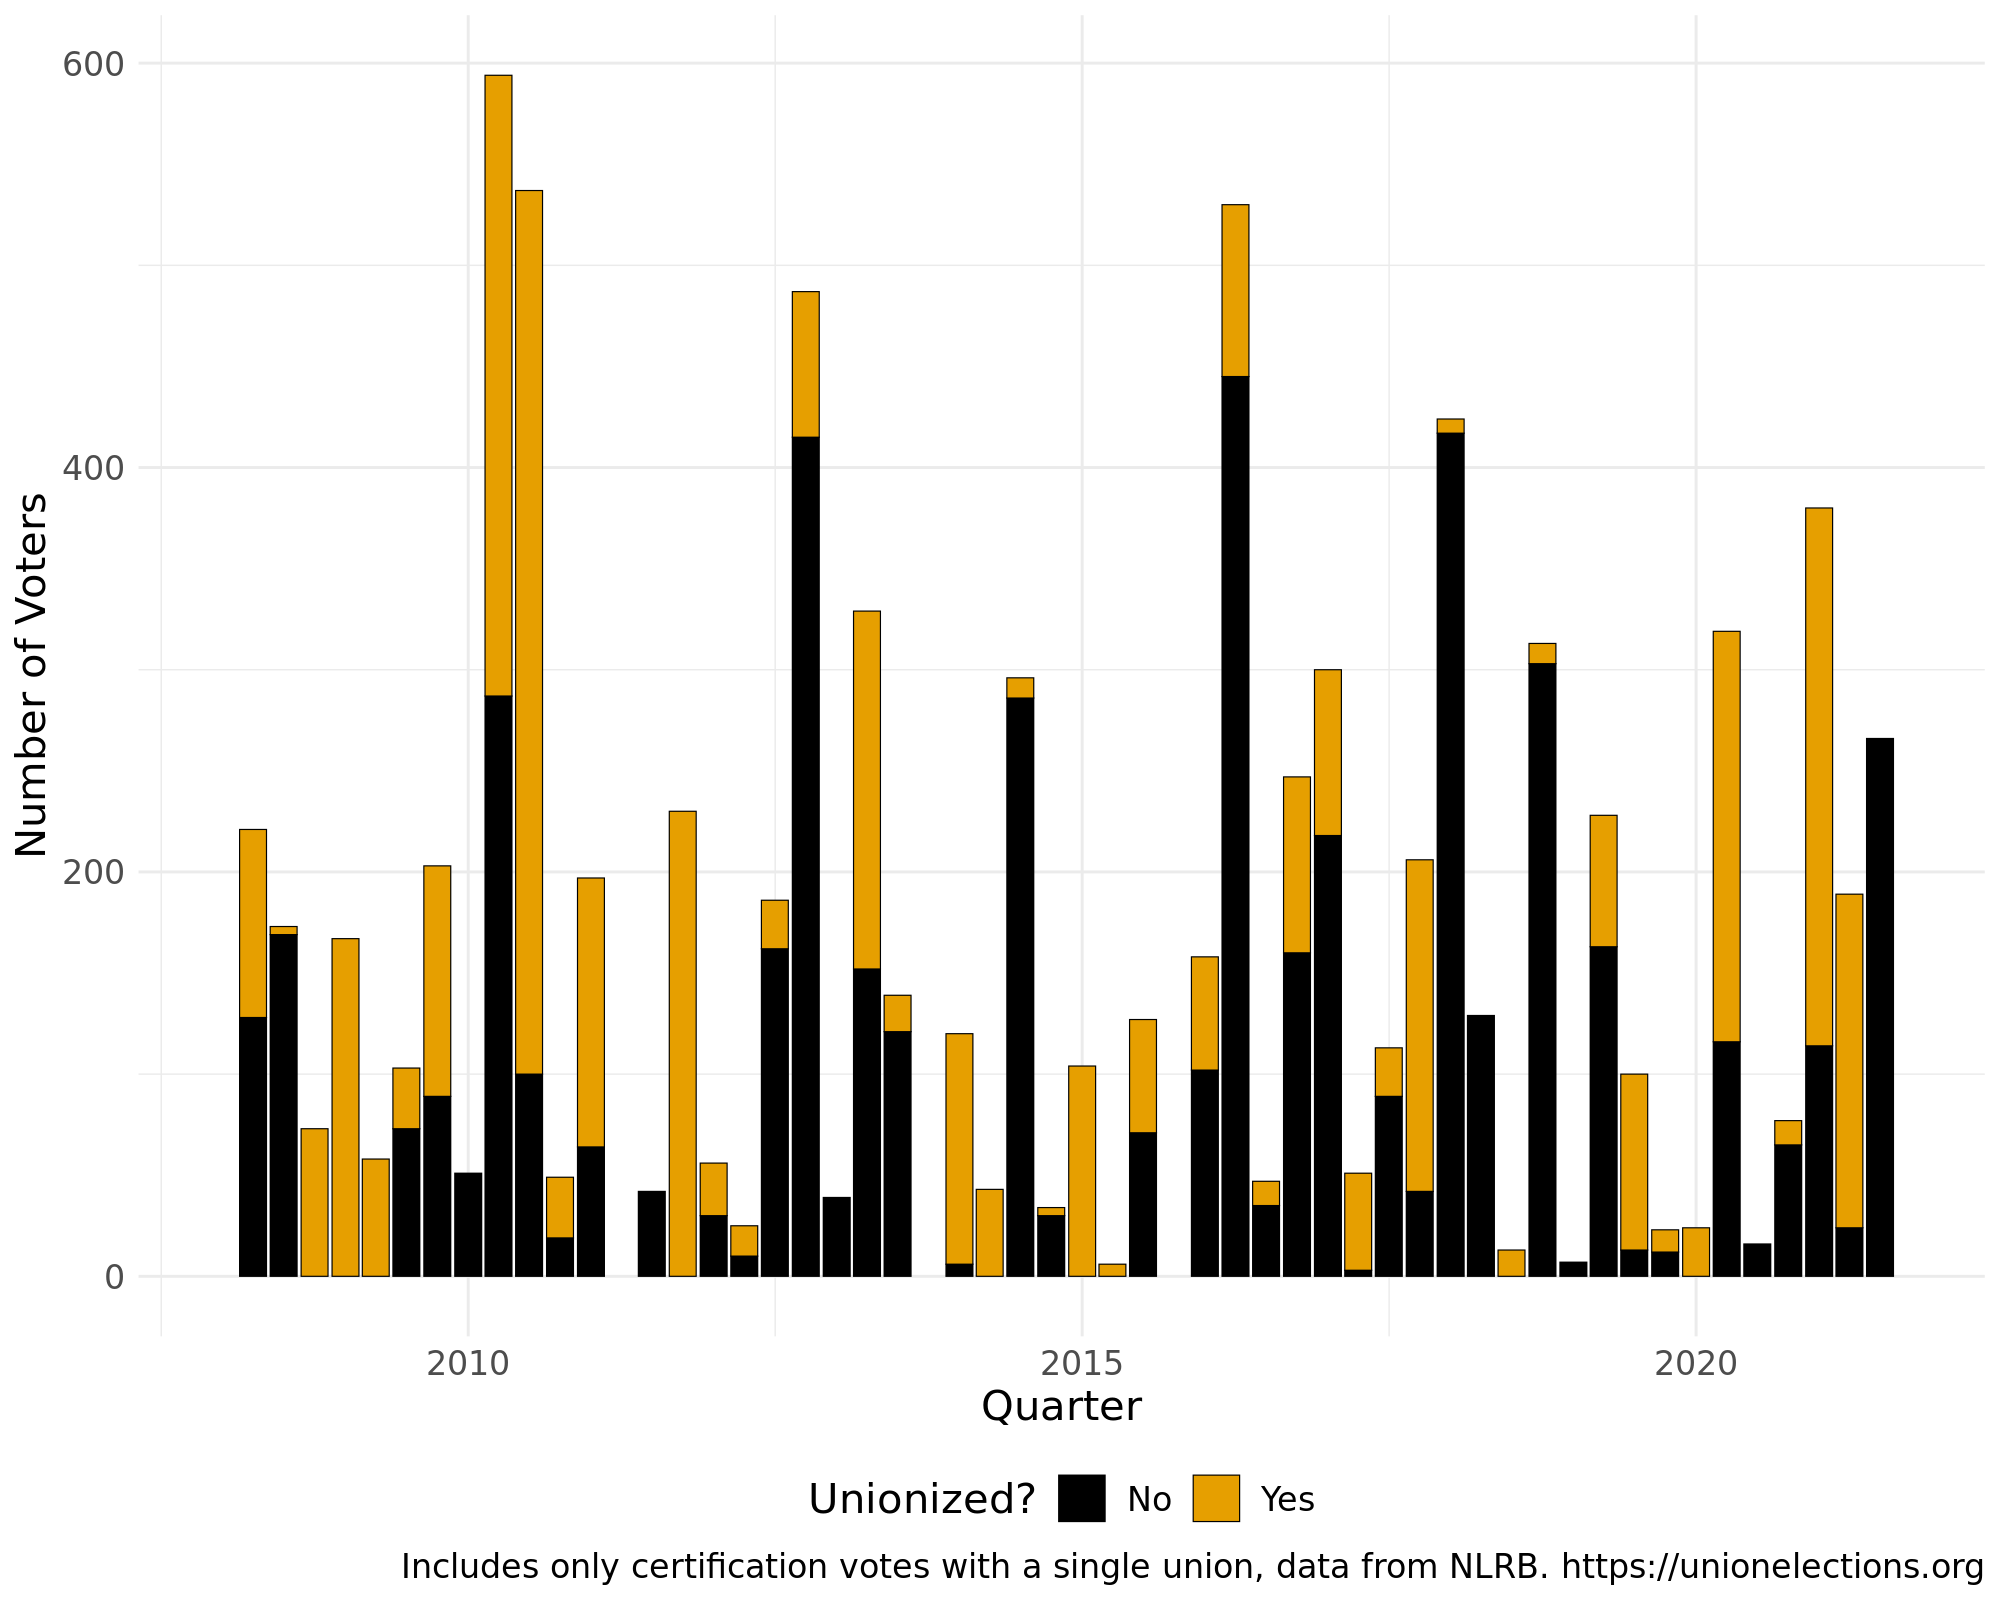 600
400
200
0
Number of Voters
2010 2015 2020
Quarter
Unionized? No Yes
Includes only certification votes with a single union, data from NLRB. https://unionelections.org